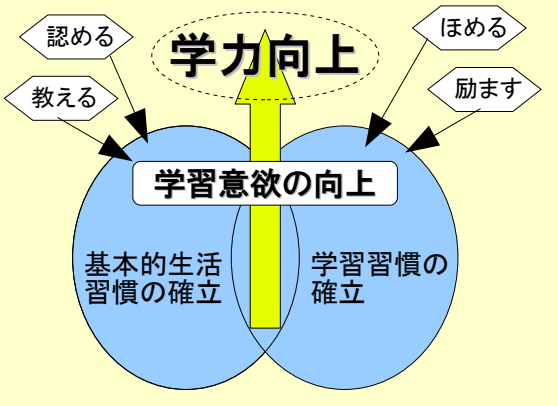 認める
学力向上
ほめる
教える
励ます
学習意欲の向上
基本的生活
習慣の確立
学習習慣の
確立